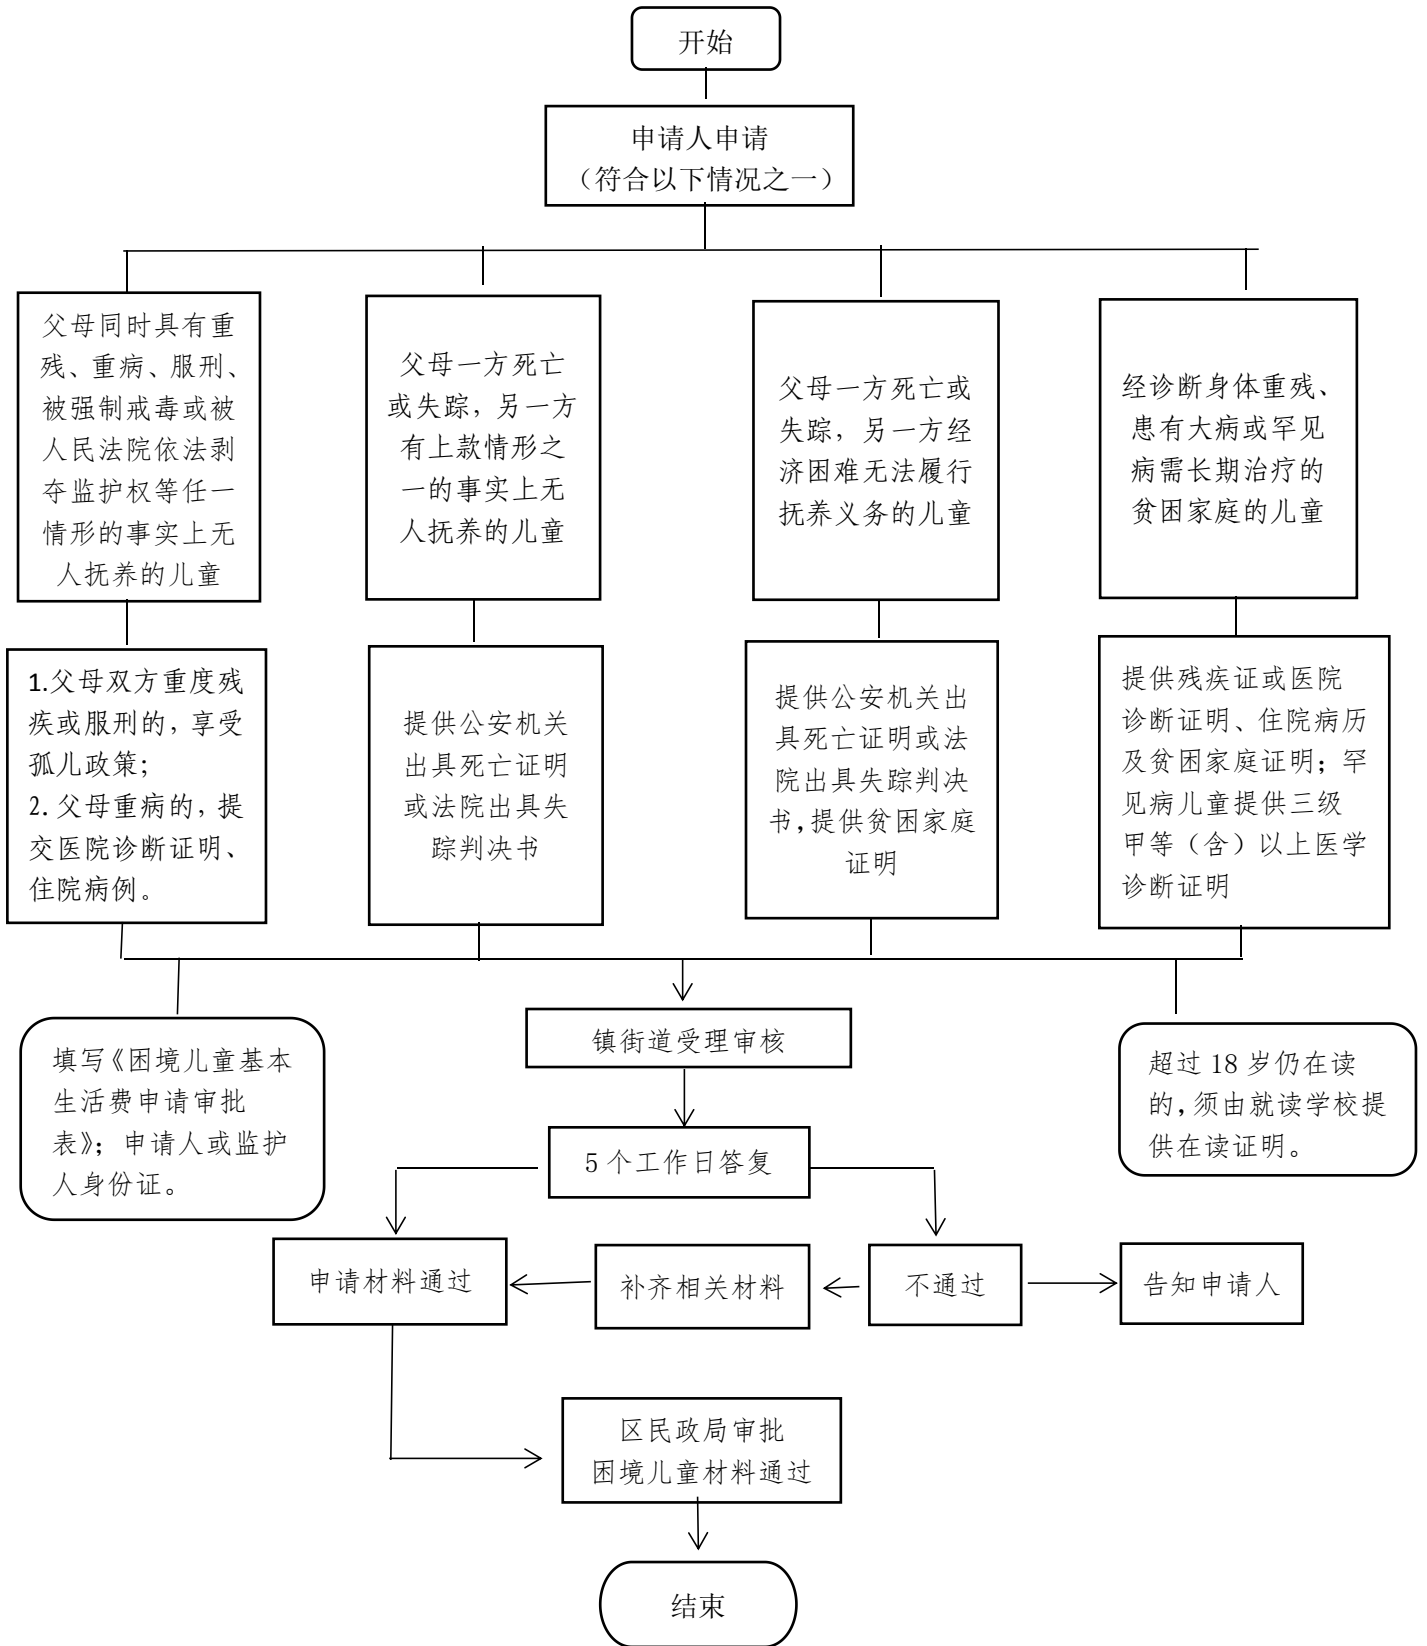 开始
申请人申请
（符合以下情况之一）
父母同时具有重
残、重病、服刑、
被强制戒毒或被
人民法院依法剥
夺监护权等任一
情形的事实上无
人抚养的儿童
父母一方死亡
或失踪，另一方
有上款情形之
一的事实上无
人抚养的儿童
父母一方死亡或
失踪，另一方经
济困难无法履行
抚养义务的儿童
经诊断身体重残、
患有大病或罕见
病需长期治疗的
贫困家庭的儿童
1.父母双方重度残
疾或服刑的，享受
孤儿政策；
2. 父母重病的，提
交医院诊断证明、
住院病例。
提供公安机关
出具死亡证明
或法院出具失
踪判决书
提供公安机关出
具死亡证明或法
院出具失踪判决
书，提供贫困家庭
证明
提供残疾证或医院
诊断证明、住院病历
及贫困家庭证明；罕
见病儿童提供三级
甲等（含）以上医学
诊断证明
填写《困境儿童基本
生活费申请审批
表》；申请人或监护
人身份证。
镇街道受理审核
超过 18 岁仍在读
的，须由就读学校提
供在读证明。
5 个工作日答复
申请材料通过
补齐相关材料
不通过
告知申请人
区民政局审批
困境儿童材料通过
结束